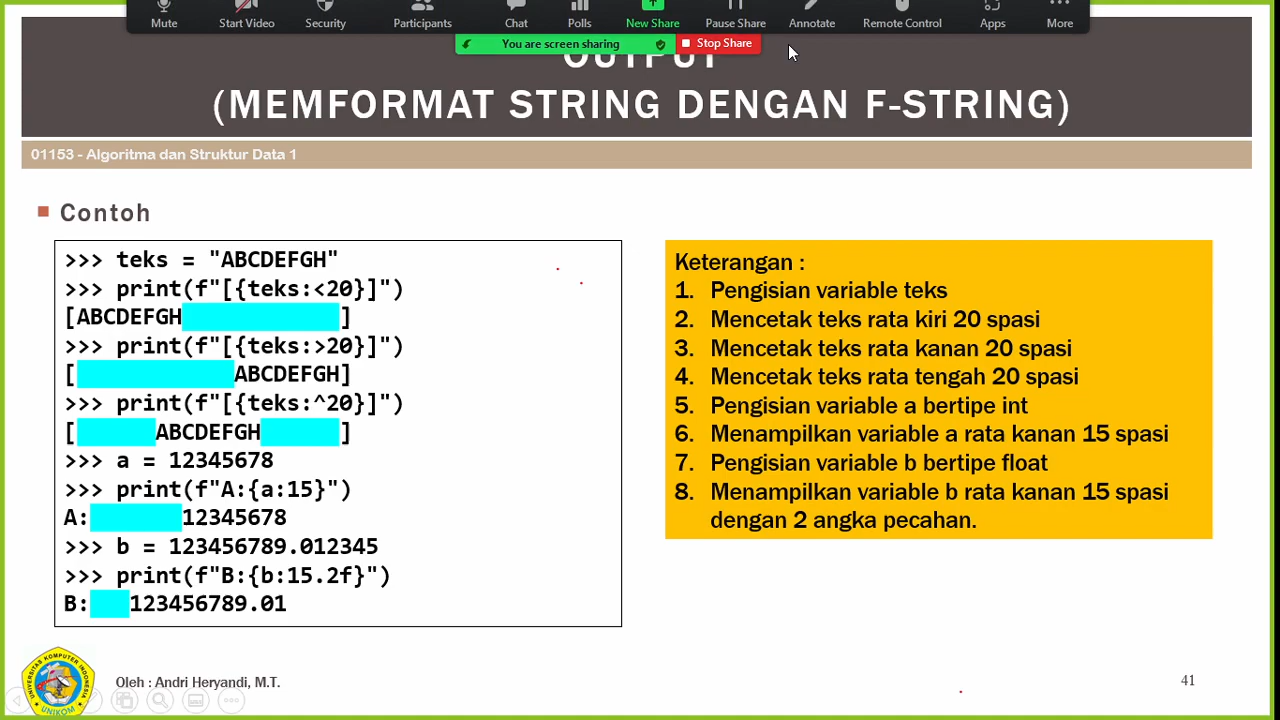 Mute Start Video Security Participants Chat Polls New Share Pause Share Annotate Remote Control Apps More
You are screen sharing Stop Share
OUTPUT
(MEMFORMAT STRING DENGAN F-STRING)
01153 - Algoritma dan Struktur Data 1
Contoh
>>> teks = "ABCDEFGH"
>>> print(f"[{teks:<20}]")
[ABCDEFGH            ]
>>> print(f"[{teks:>20}]")
[            ABCDEFGH]
>>> print(f"[{teks:^20}]")
[      ABCDEFGH      ]
>>> a = 12345678
>>> print(f"A:{a:15}")
A:       12345678
>>> b = 123456789.012345
>>> print(f"B:{b:15.2f}")
B:   123456789.01
Keterangan :
1. Pengisian variable teks
2. Mencetak teks rata kiri 20 spasi
3. Mencetak teks rata kanan 20 spasi
4. Mencetak teks rata tengah 20 spasi
5. Pengisian variable a bertipe int
6. Menampilkan variable a rata kanan 15 spasi
7. Pengisian variable b bertipe float
8. Menampilkan variable b rata kanan 15 spasi
dengan 2 angka pecahan.
UNIVERSITAS KOMPUTER INDONESIA
UNIKOM
Oleh : Andri Heryandi, M.T.
41